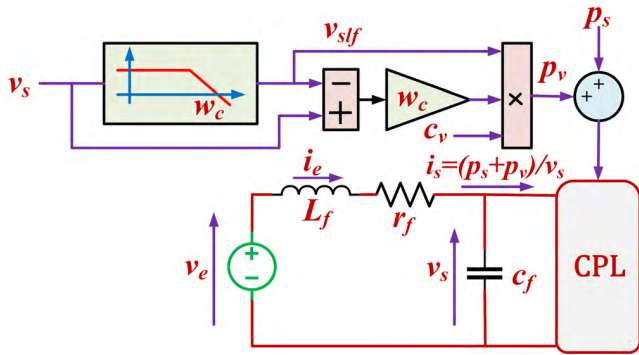 v_slf
p_s
v_s
w_c
−
+
w_c
c_v
×
p_v
+
+
i_e
i_s=(p_s+p_v)/v_s
L_f
r_f
v_e
+
−
v_s
c_f
CPL